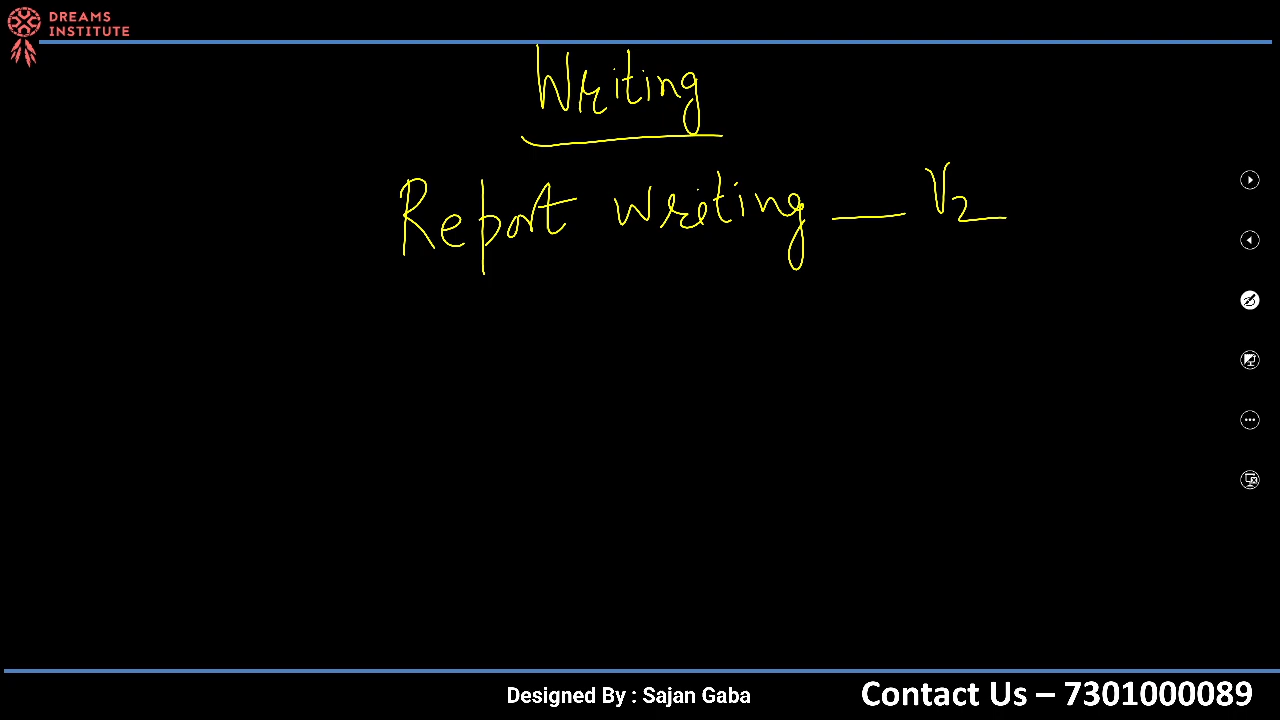 DREAMS
INSTITUTE
Writing
Report writing — V2
Designed By : Sajan Gaba
Contact Us – 7301000089